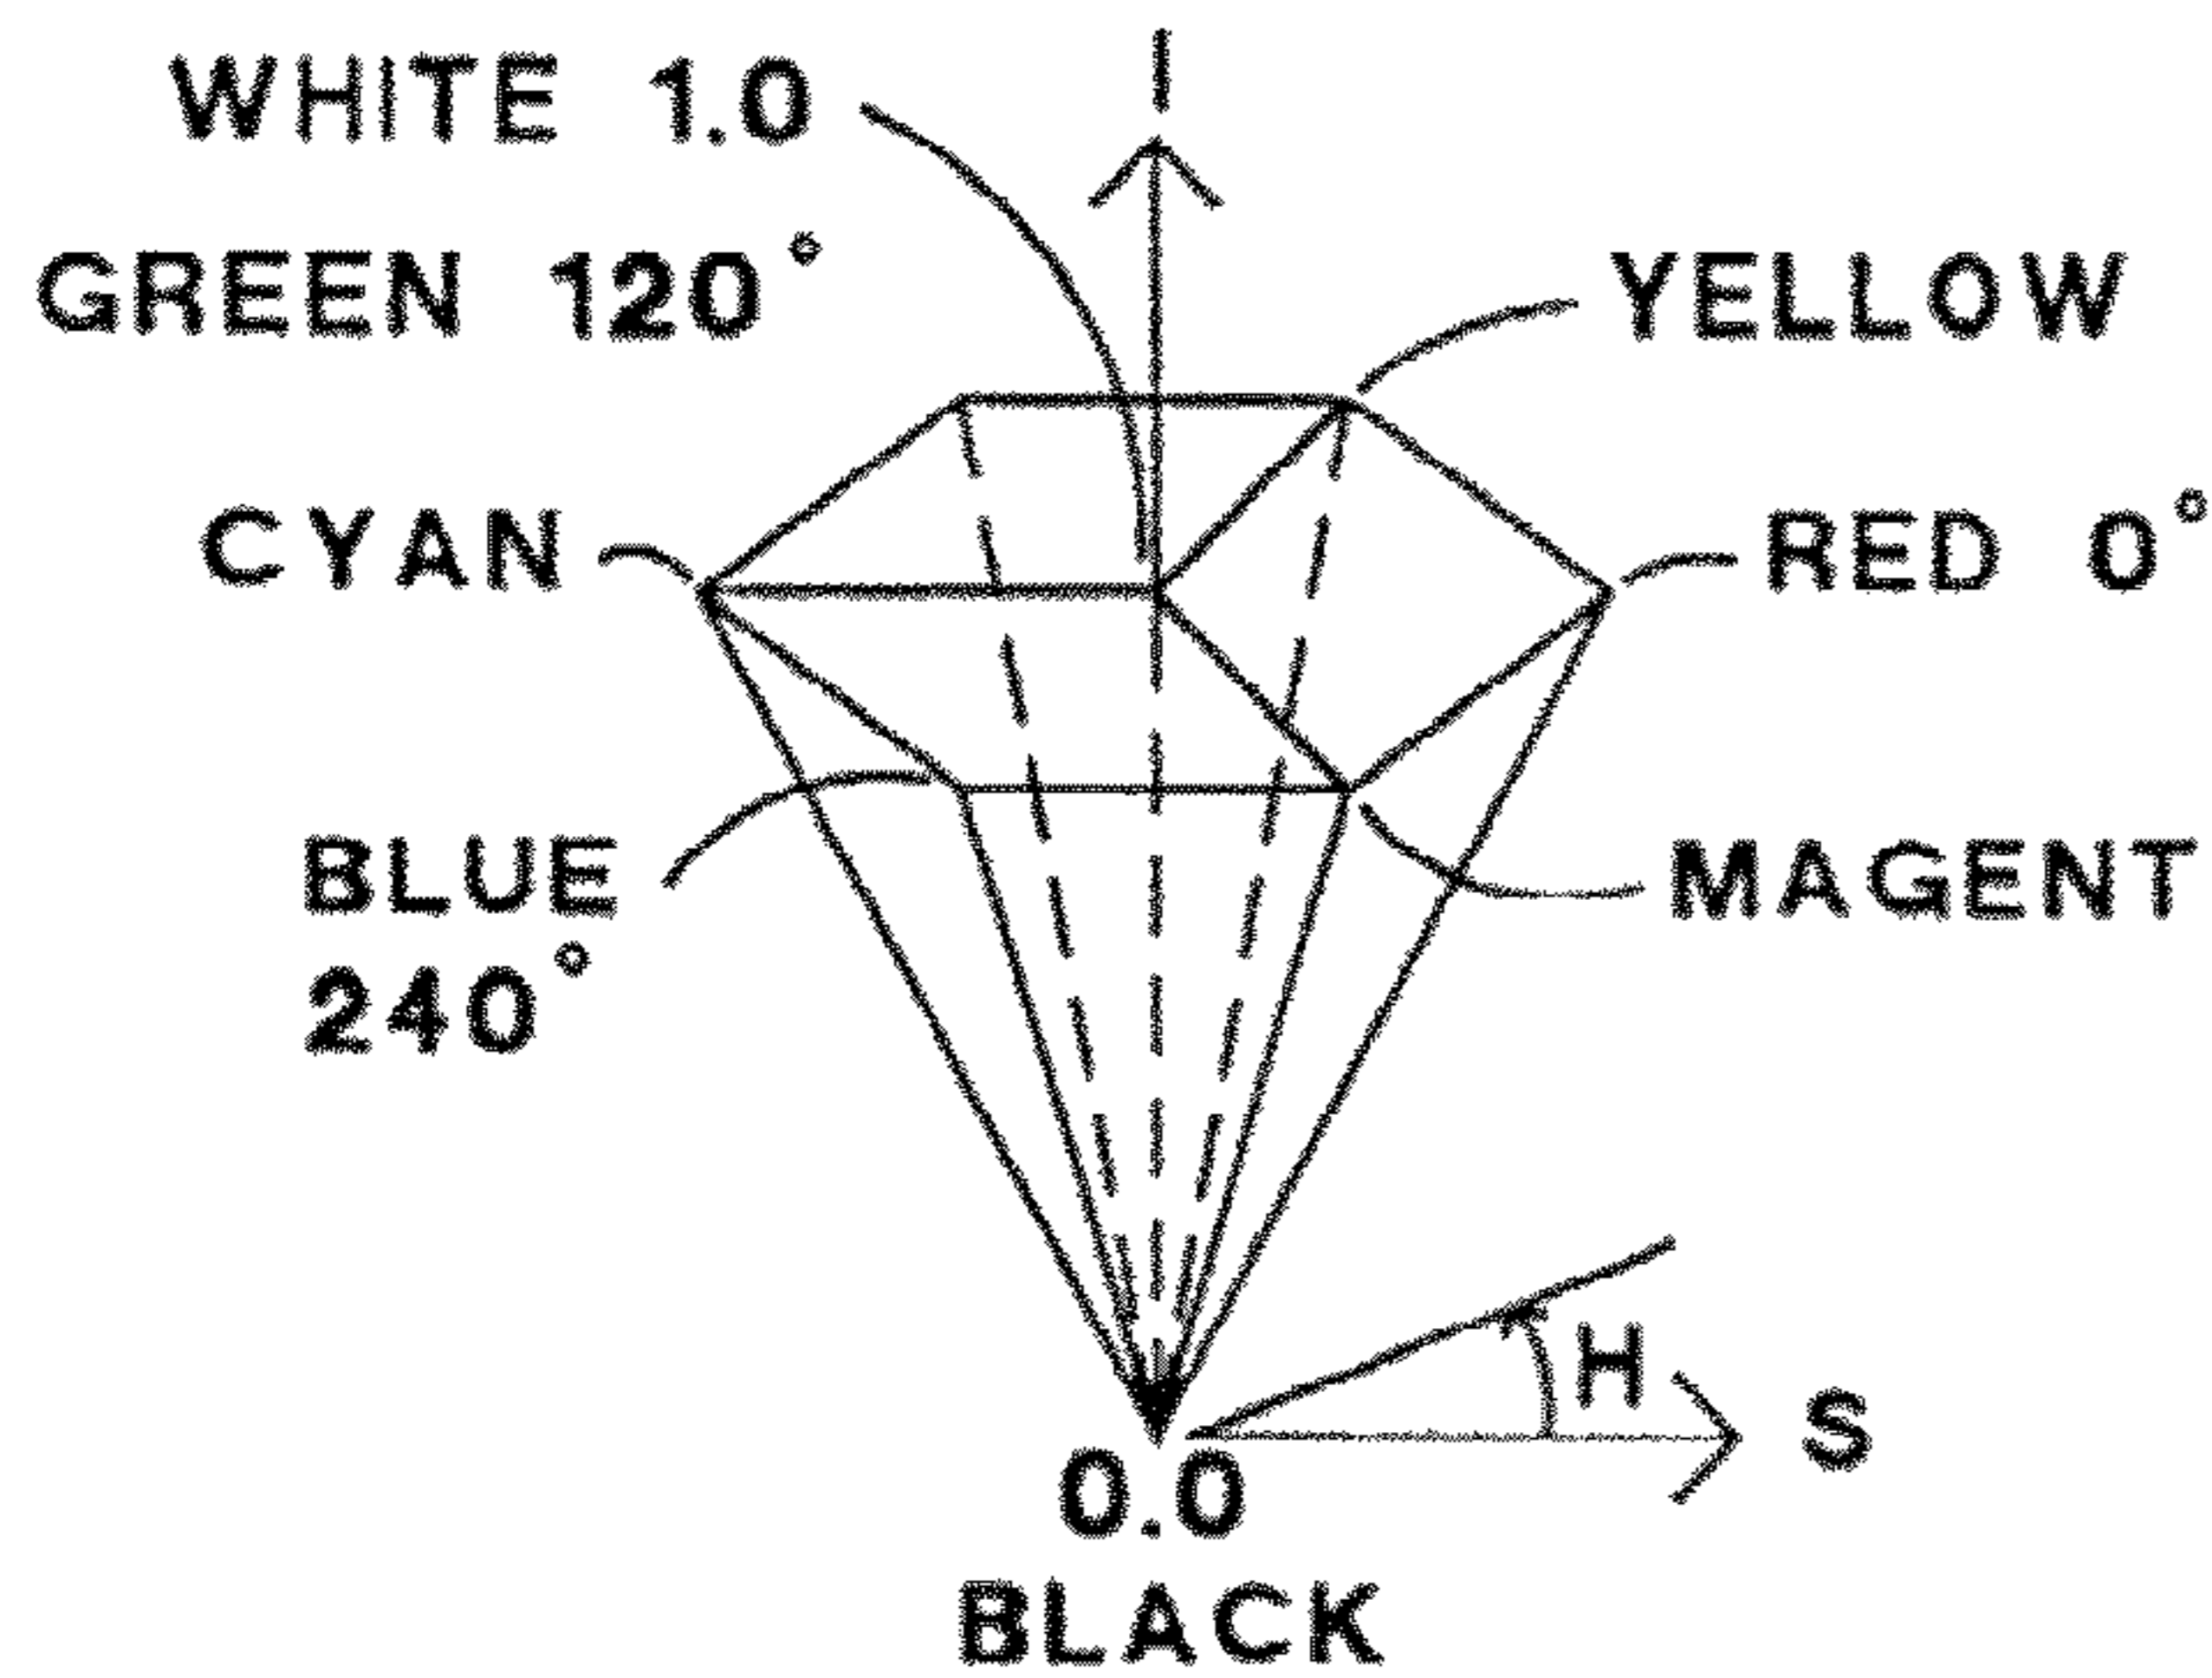 WHITE 1.0
I
GREEN 120°
YELLOW
CYAN
RED 0°
BLUE
240°
MAGENT
H
S
0.0
BLACK